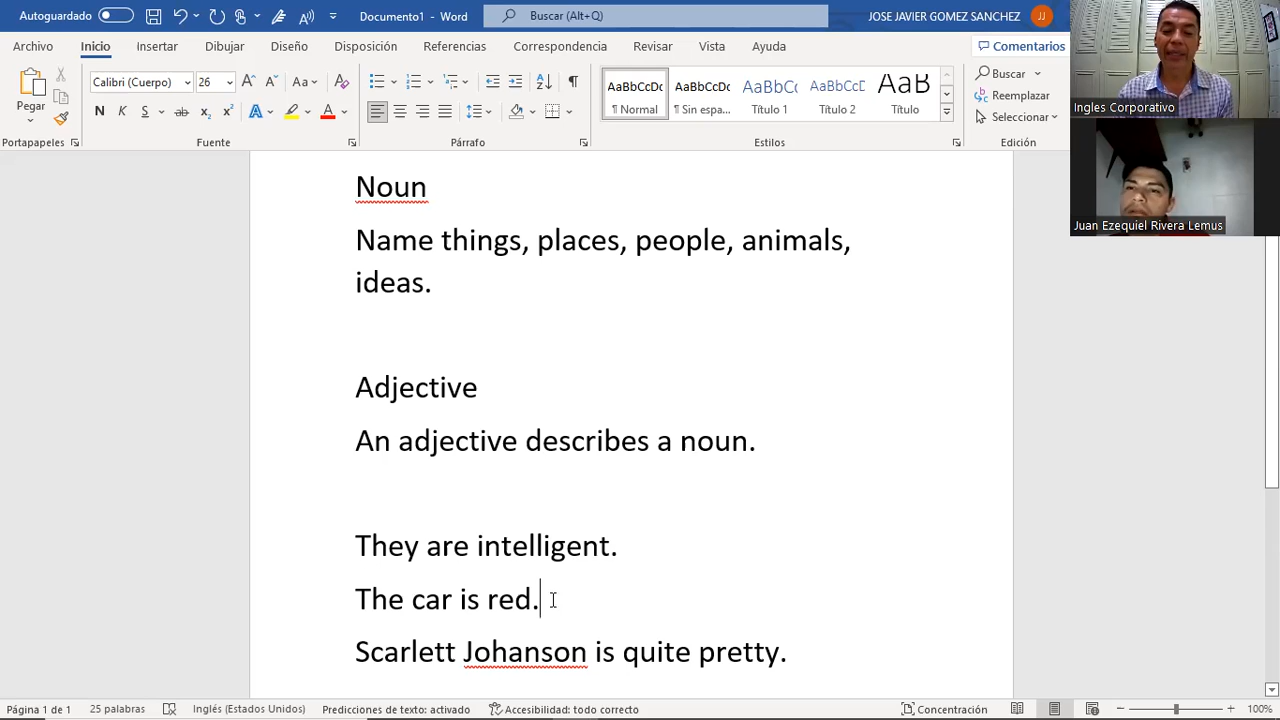 Autoguardado
Documento1 - Word
Buscar (Alt+Q)
JOSE JAVIER GOMEZ SANCHEZ
JJ
Archivo Inicio Insertar Dibujar Diseño Disposición Referencias Correspondencia Revisar Vista Ayuda
Comentarios
Pegar
Portapapeles
Calibri (Cuerpo) 26
N K S
Fuente
Párrafo
AaBbCcDc AaBbCcDc AaBbC AaBbCcD AaB
¶ Normal ¶ Sin espa... Título 1 Título 2 Título
Estilos
Buscar
Reemplazar
Seleccionar
Edición
Ingles Corporativo
Juan Ezequiel Rivera Lemus
Noun
Name things, places, people, animals,
ideas.
Adjective
An adjective describes a noun.
They are intelligent.
The car is red.
Scarlett Johanson is quite pretty.
Página 1 de 1 25 palabras Inglés (Estados Unidos) Predicciones de texto: activado Accesibilidad: todo correcto Concentración 100%